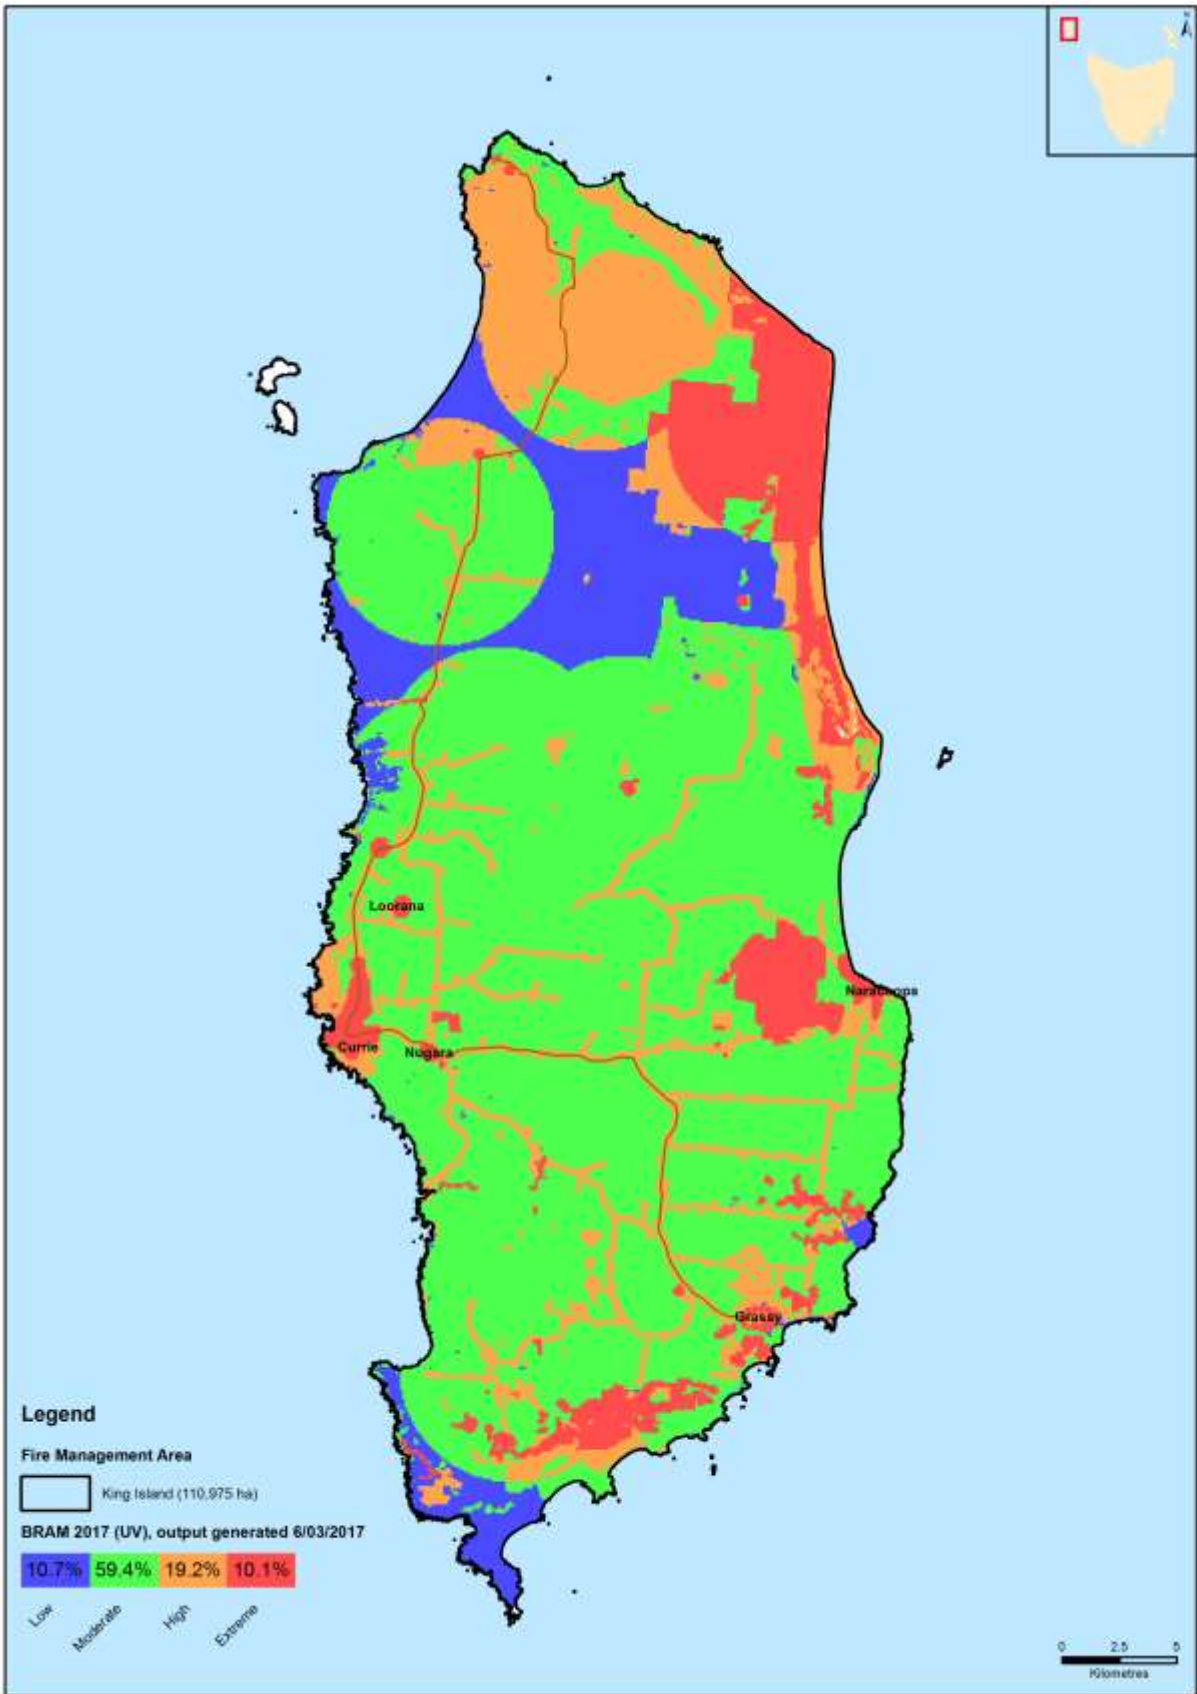 N
Loorana
Naracoopa
Currie
Nugara
Grassy
Legend
Fire Management Area
King Island (110,975 ha)
BRAM 2017 (UV), output generated 6/03/2017
10.7% 59.4% 19.2% 10.1%
Low Moderate High Extreme
0 2.5 5
Kilometres